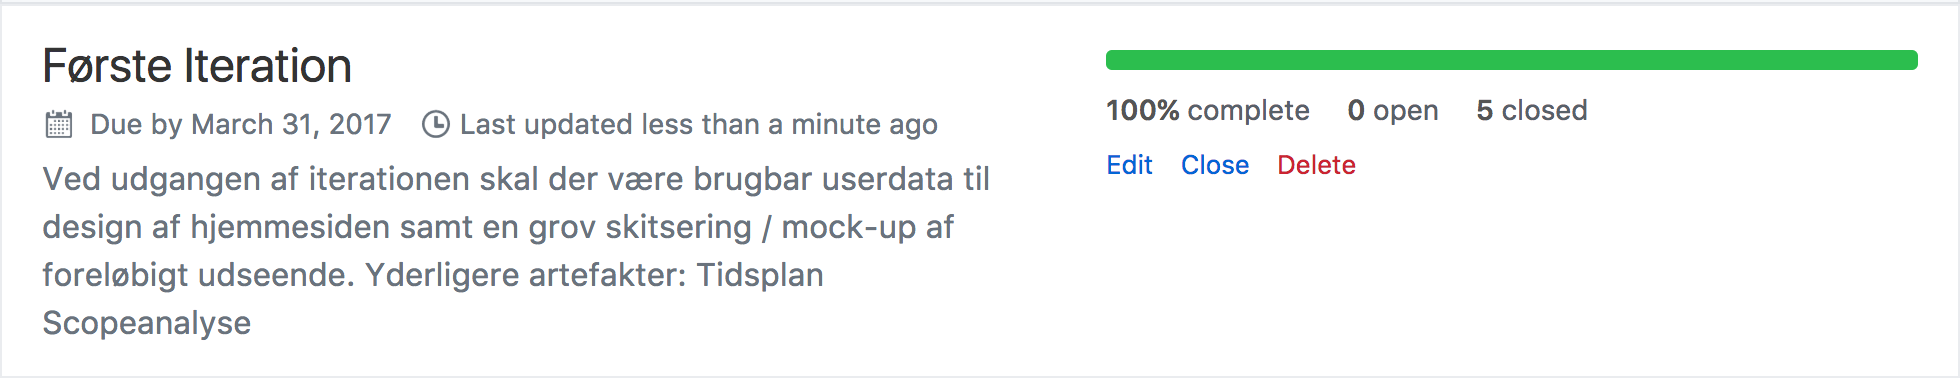 Første Iteration
Due by March 31, 2017 Last updated less than a minute ago
Ved udgangen af iterationen skal der være brugbar userdata til
design af hjemmesiden samt en grov skitsering / mock-up af
foreløbigt udseende. Yderligere artefakter: Tidsplan
Scopeanalyse
100% complete 0 open 5 closed
Edit Close Delete